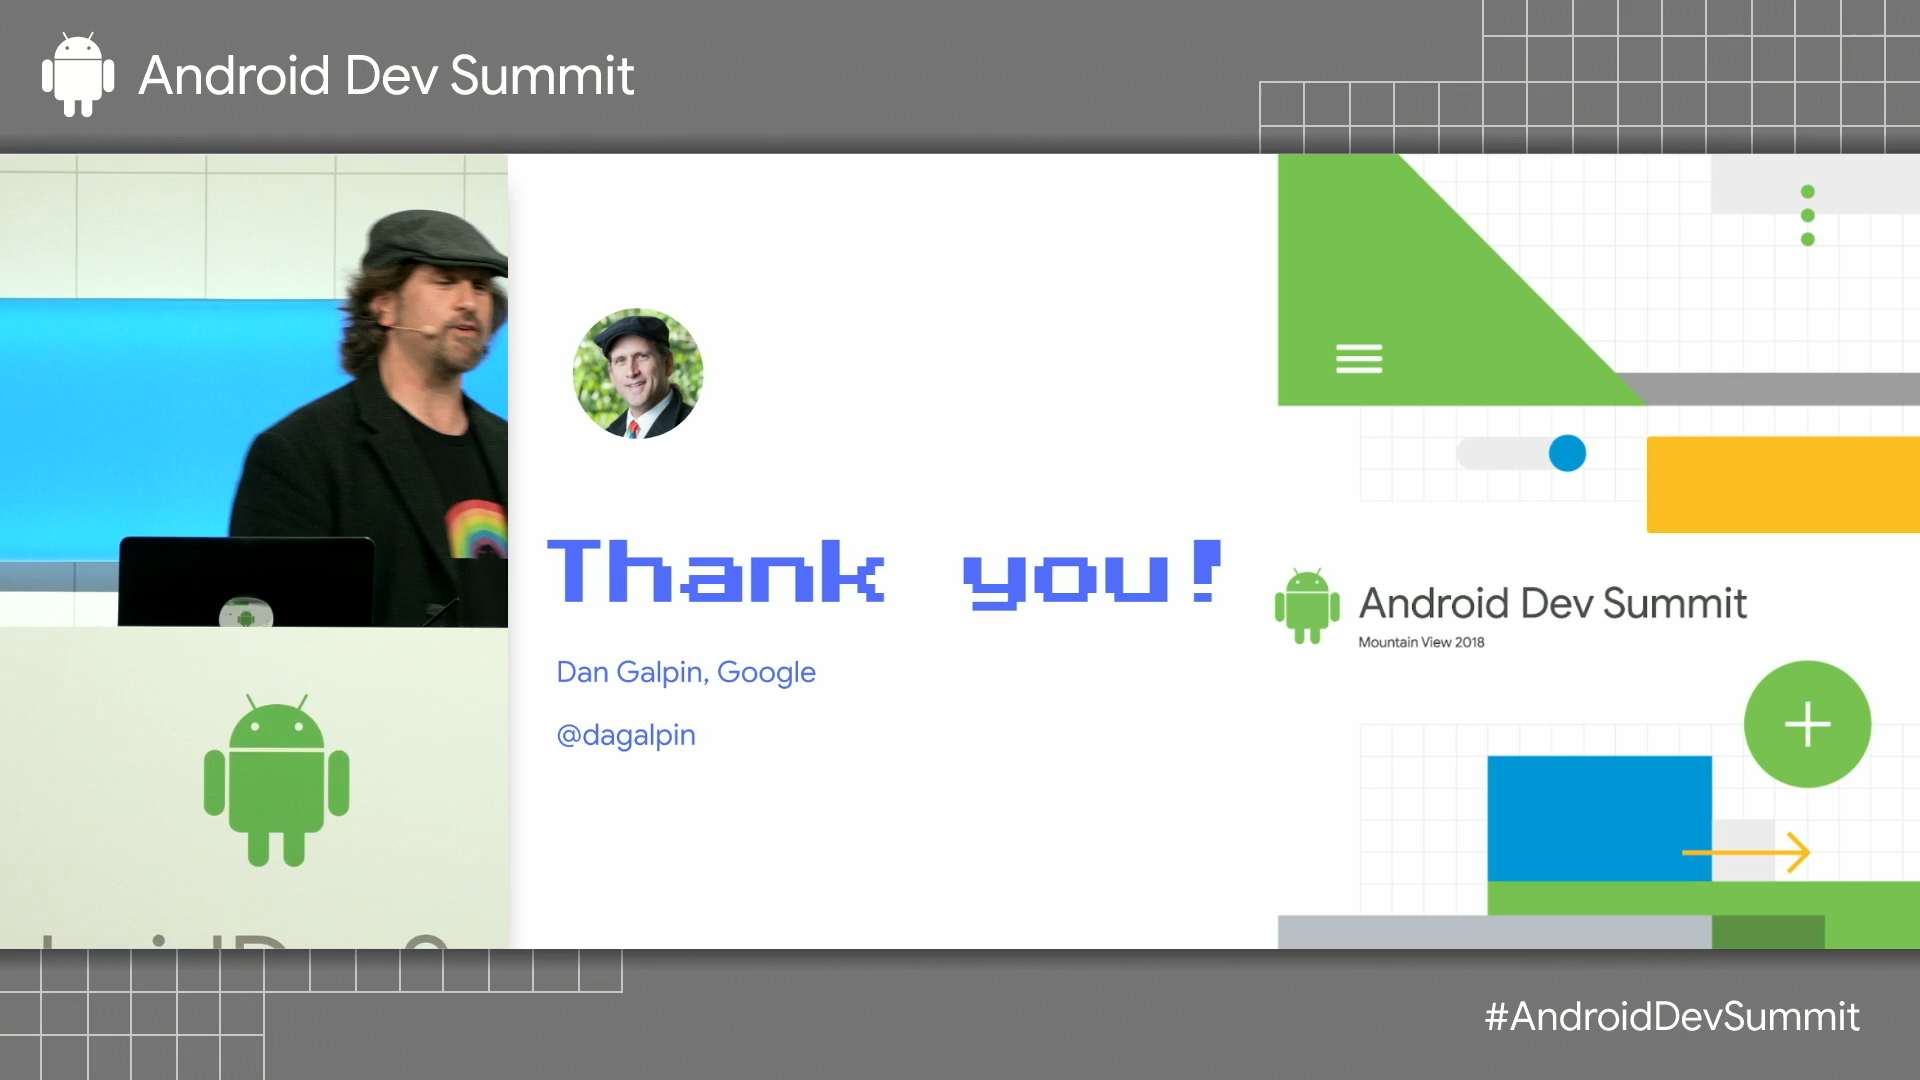 Android Dev Summit
Thank you!
Dan Galpin, Google
@dagalpin
Android Dev Summit
Mountain View 2018
#AndroidDevSummit